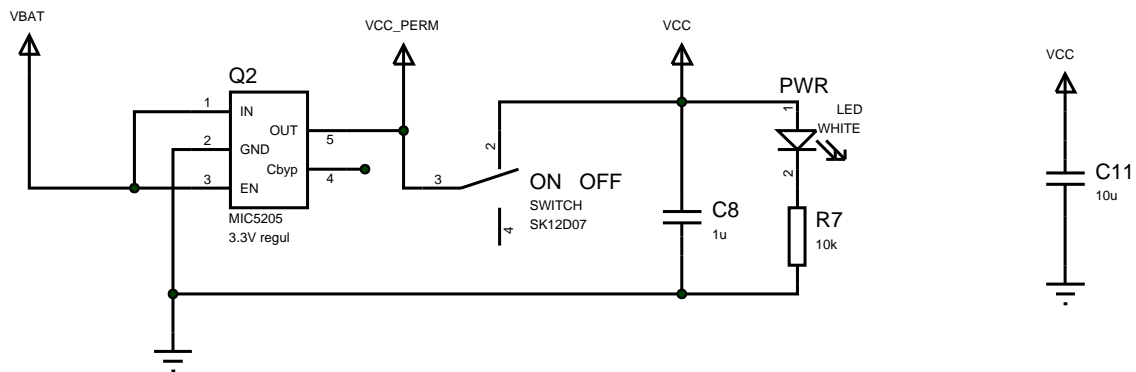 VBAT
VCC_PERM
VCC
VCC
Q2
PWR
1
IN
LED
WHITE
1
OUT
5
2
GND
2
Cbyp
4
2
3
EN
3
ON OFF
SWITCH
SK12D07
4
MIC5205
3.3V regul
C8
1u
R7
10k
C11
10u